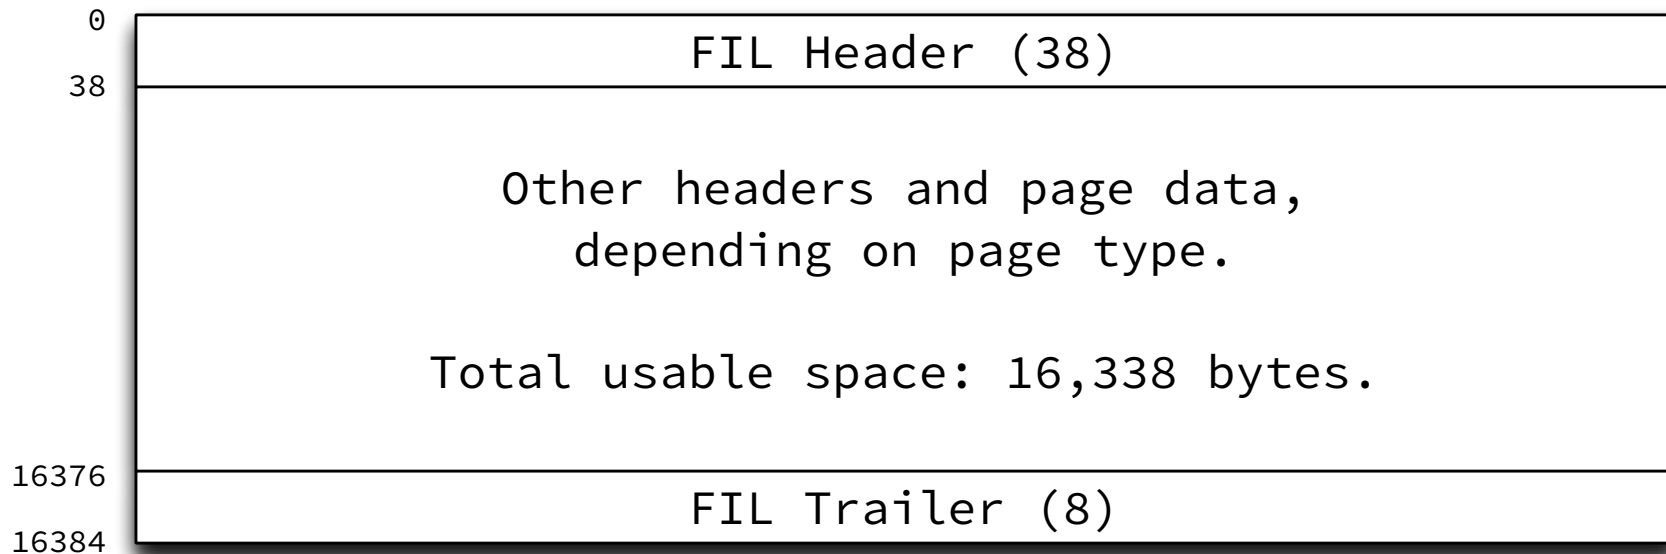 0
FIL Header (38)
38
Other headers and page data,
depending on page type.
Total usable space: 16,338 bytes.
16376
FIL Trailer (8)
16384